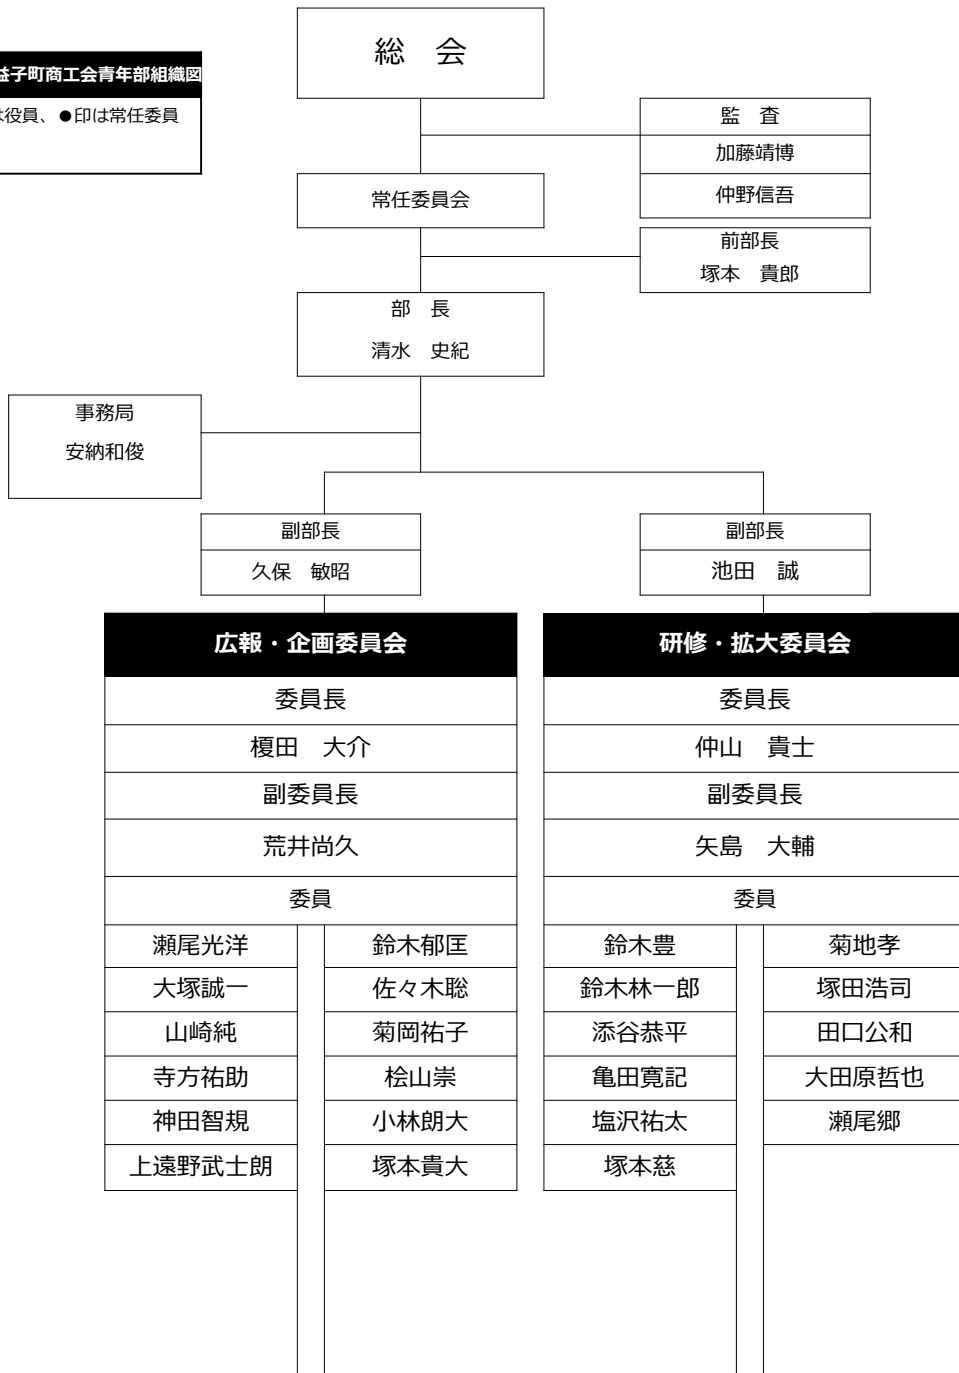 総　会
益子町商工会青年部組織図
は役員、●印は常任委員
監　査
加藤靖博
仲野信吾
常任委員会
前部長
塚本　貴郎
部　長
清水　史紀
事務局
安納和俊
副部長
久保　敏昭
副部長
池田　誠
広報・企画委員会
委員長
榎田　大介
副委員長
荒井尚久
委員
瀬尾光洋　鈴木郁匡
大塚誠一　佐々木聡
山崎純　菊岡祐子
寺方祐助　桧山崇
神田智規　小林朗大
上遠野武士朗　塚本貴大
研修・拡大委員会
委員長
仲山　貴士
副委員長
矢島　大輔
委員
鈴木豊　菊地孝
鈴木林一郎　塚田浩司
添谷恭平　田口公和
亀田寛記　大田原哲也
塩沢祐太　瀬尾郷
塚本慈